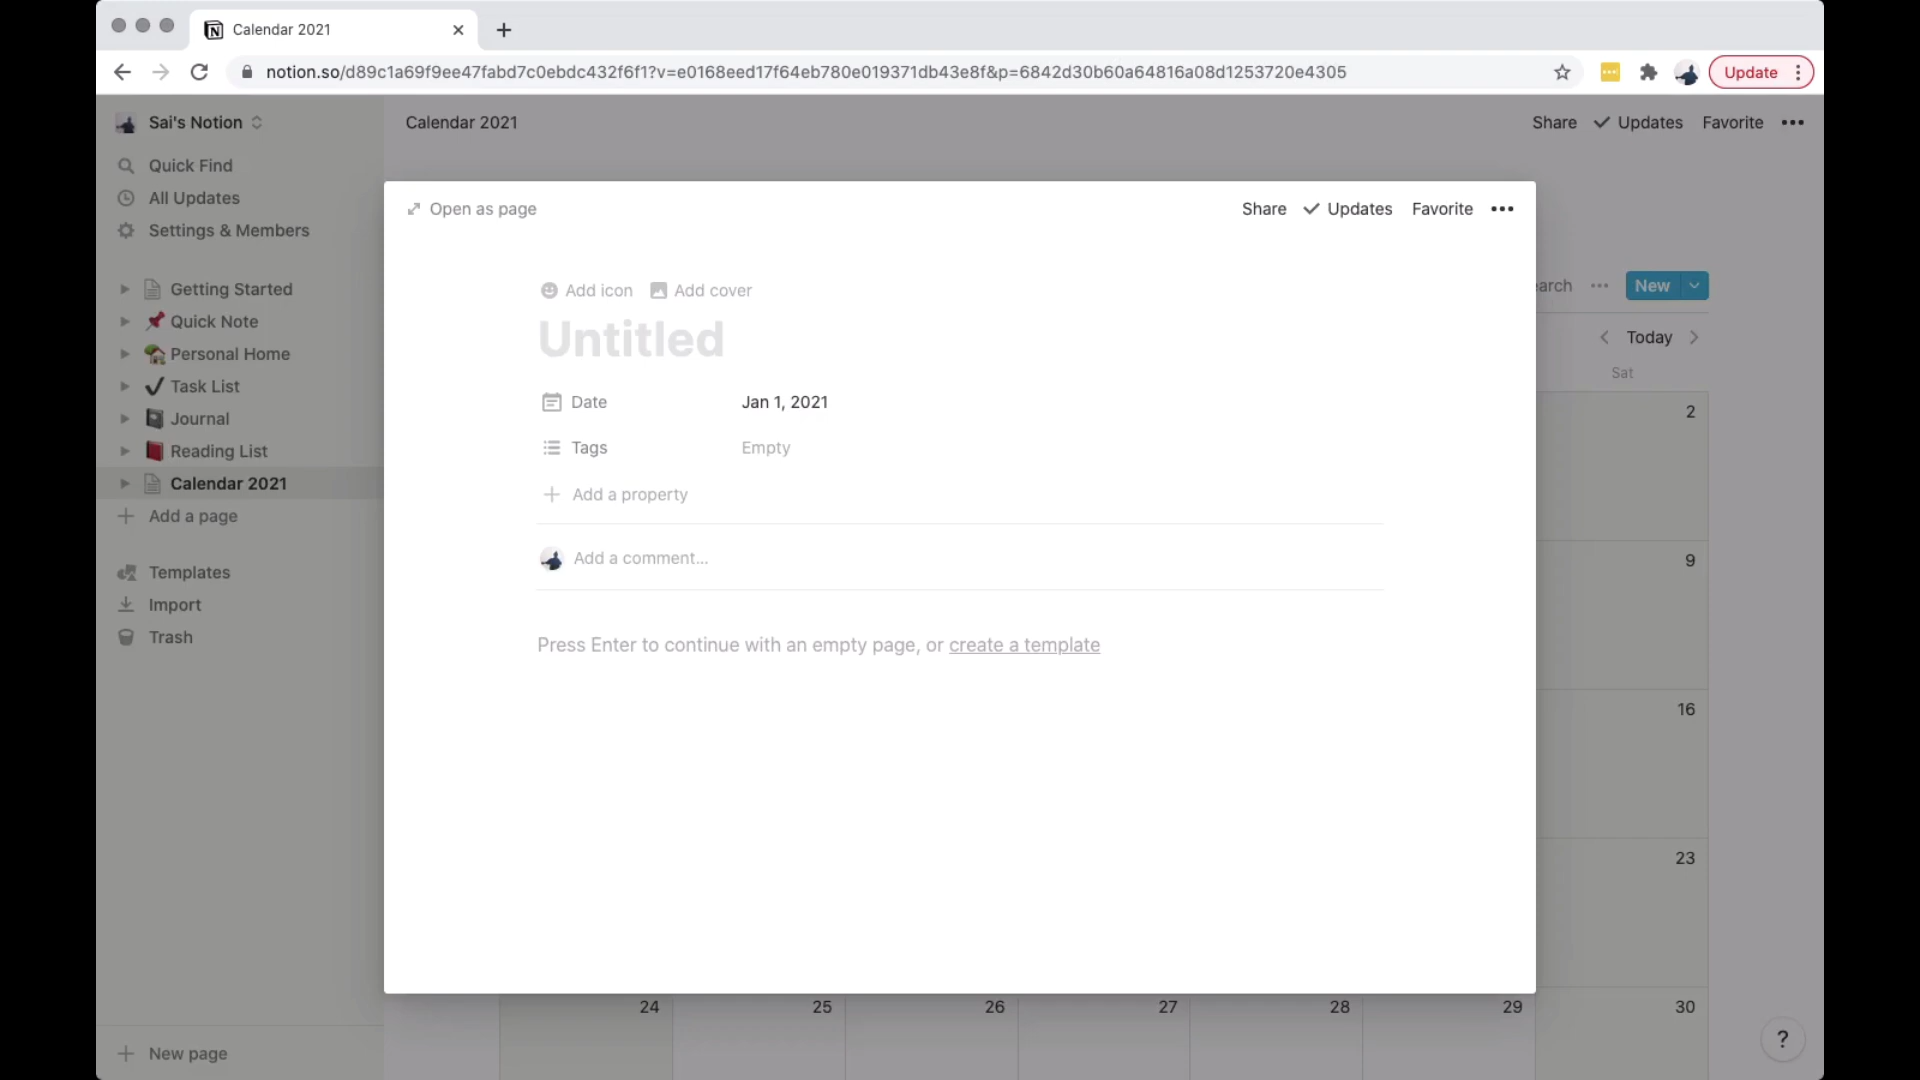 Calendar 2021
notion.so/d89c1a69f9ee47fabd7c0ebdc432f6f1?v=e0168eed17f64eb780e019371db43e8f&p=6842d30b60a64816a08d1253720e4305
Update
Sai's Notion
Calendar 2021
Share Updates Favorite
Quick Find
All Updates
Settings & Members
Getting Started
Quick Note
Personal Home
Task List
Journal
Reading List
Calendar 2021
Add a page
Templates
Import
Trash
New page
Open as page
Share Updates Favorite
Add icon Add cover
Untitled
Date Jan 1, 2021
Tags Empty
Add a property
Add a comment...
Press Enter to continue with an empty page, or create a template
earch New
Today
Sat
2
9
16
23
24 25 26 27 28 29 30
?